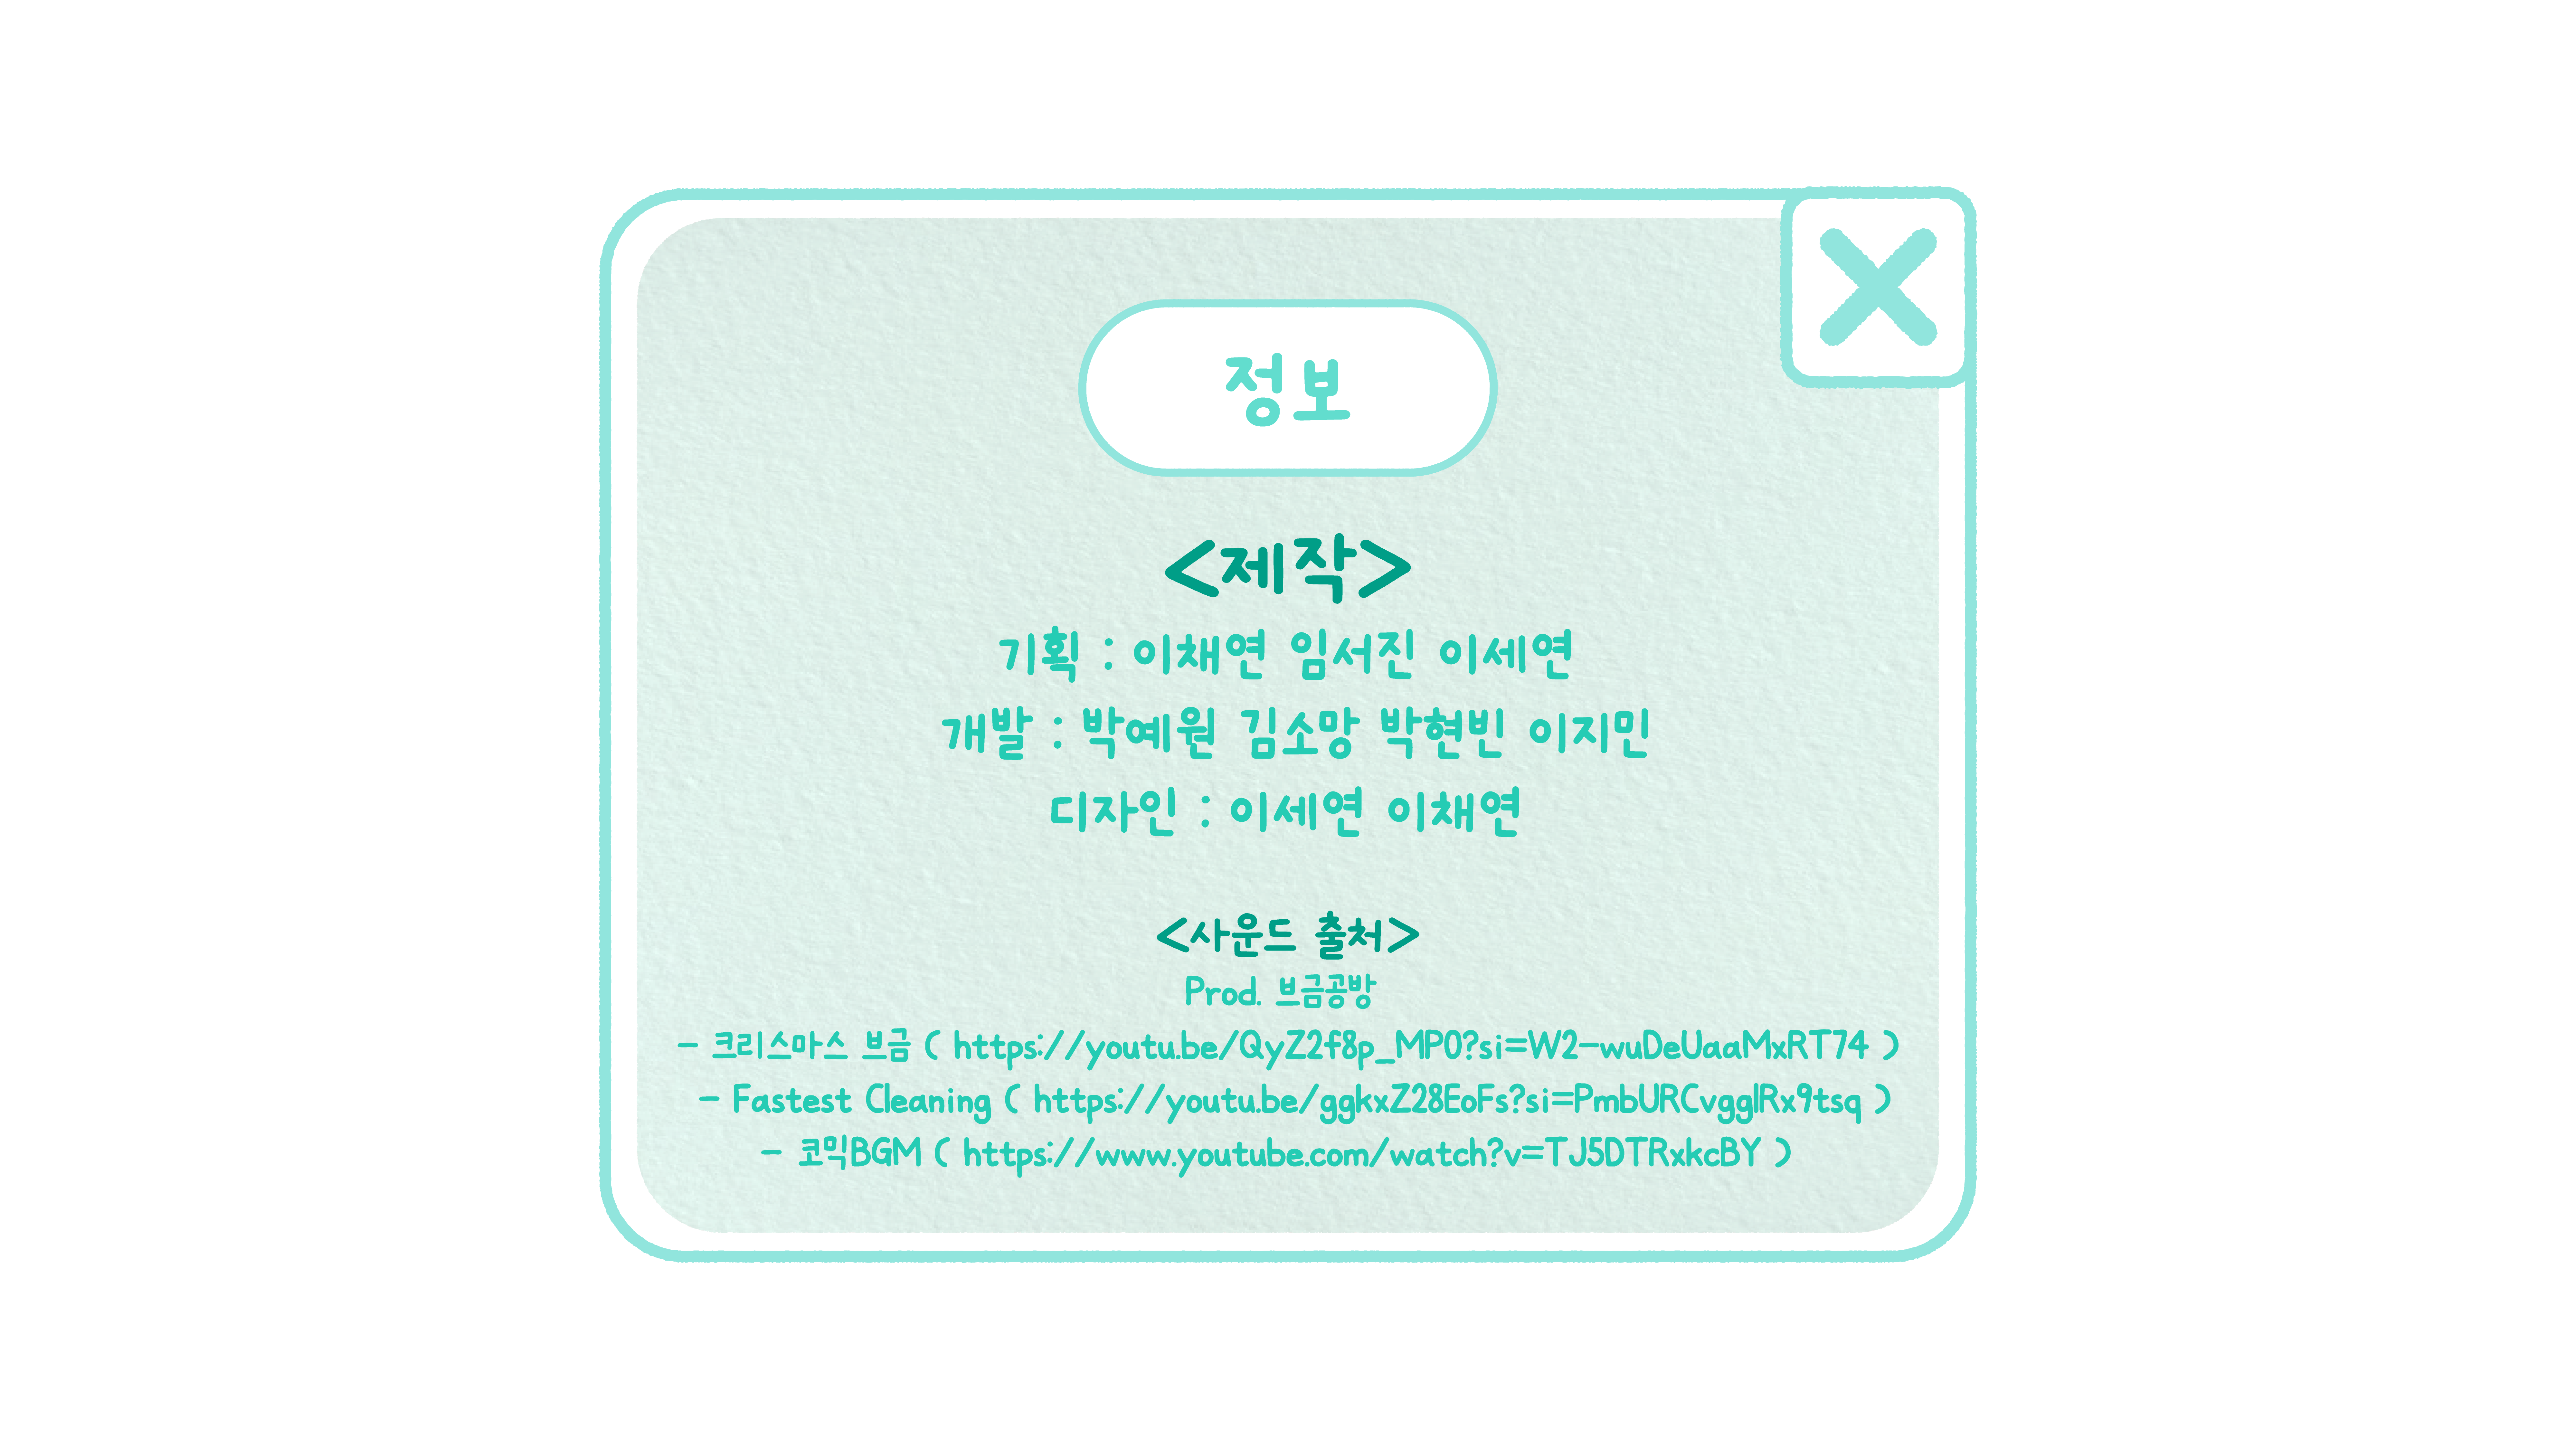 정보
<제작>
기획 : 이채연 임서진 이세연
개발 : 박예원 김소망 박현빈 이지민
디자인 : 이세연 이채연
<사운드 출처>
Prod. 브금공방
- 크리스마스 브금 ( https://youtu.be/QyZ2f8p_MP0?si=W2-wuDeUaaMxRT74 )
- Fastest Cleaning ( https://youtu.be/ggkxZ28EoFs?si=PmbURCvgglRx9tsq )
- 코믹BGM ( https://www.youtube.com/watch?v=TJ5DTRxkcBY )